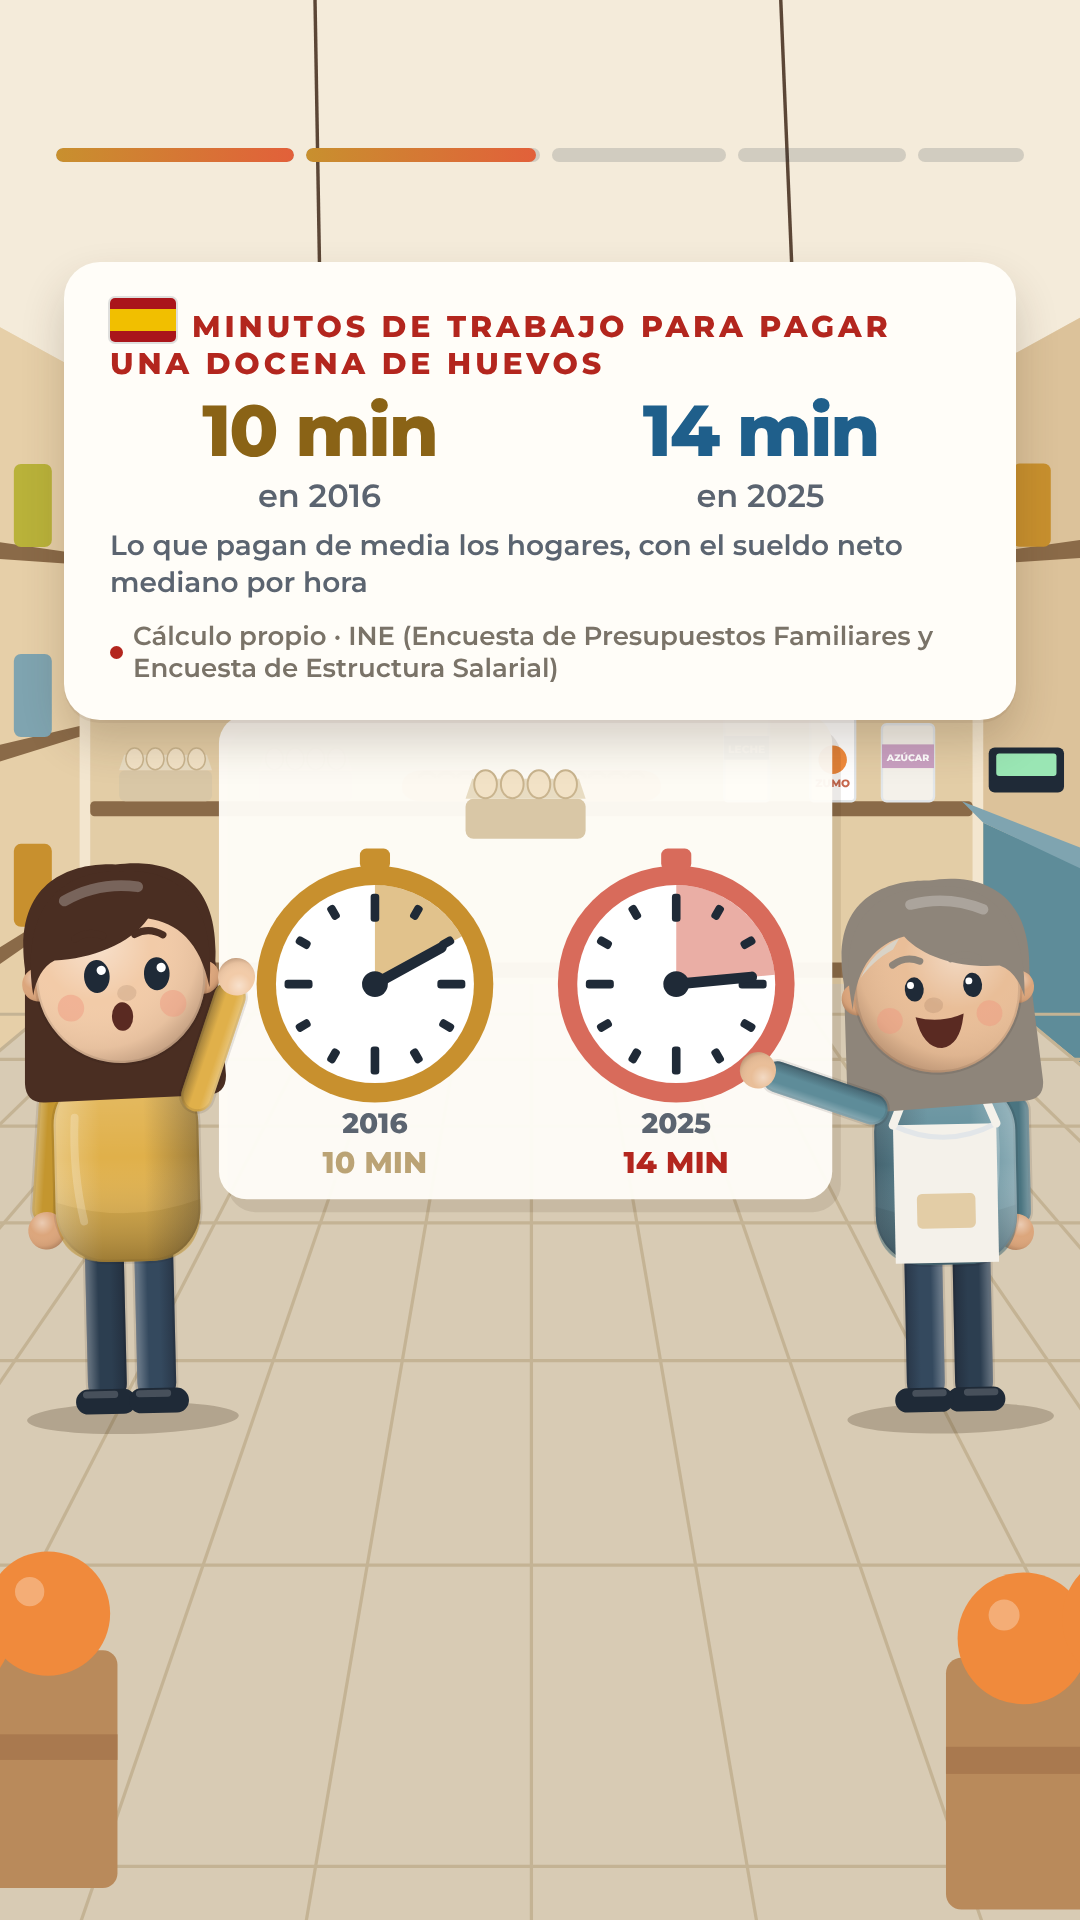 MINUTOS DE TRABAJO PARA PAGAR
UNA DOCENA DE HUEVOS
10 min
14 min
en 2016
en 2025
Lo que pagan de media los hogares, con el sueldo neto
mediano por hora
Cálculo propio · INE (Encuesta de Presupuestos Familiares y
Encuesta de Estructura Salarial)
AZÚCAR
2016
2025
10 MIN
14 MIN